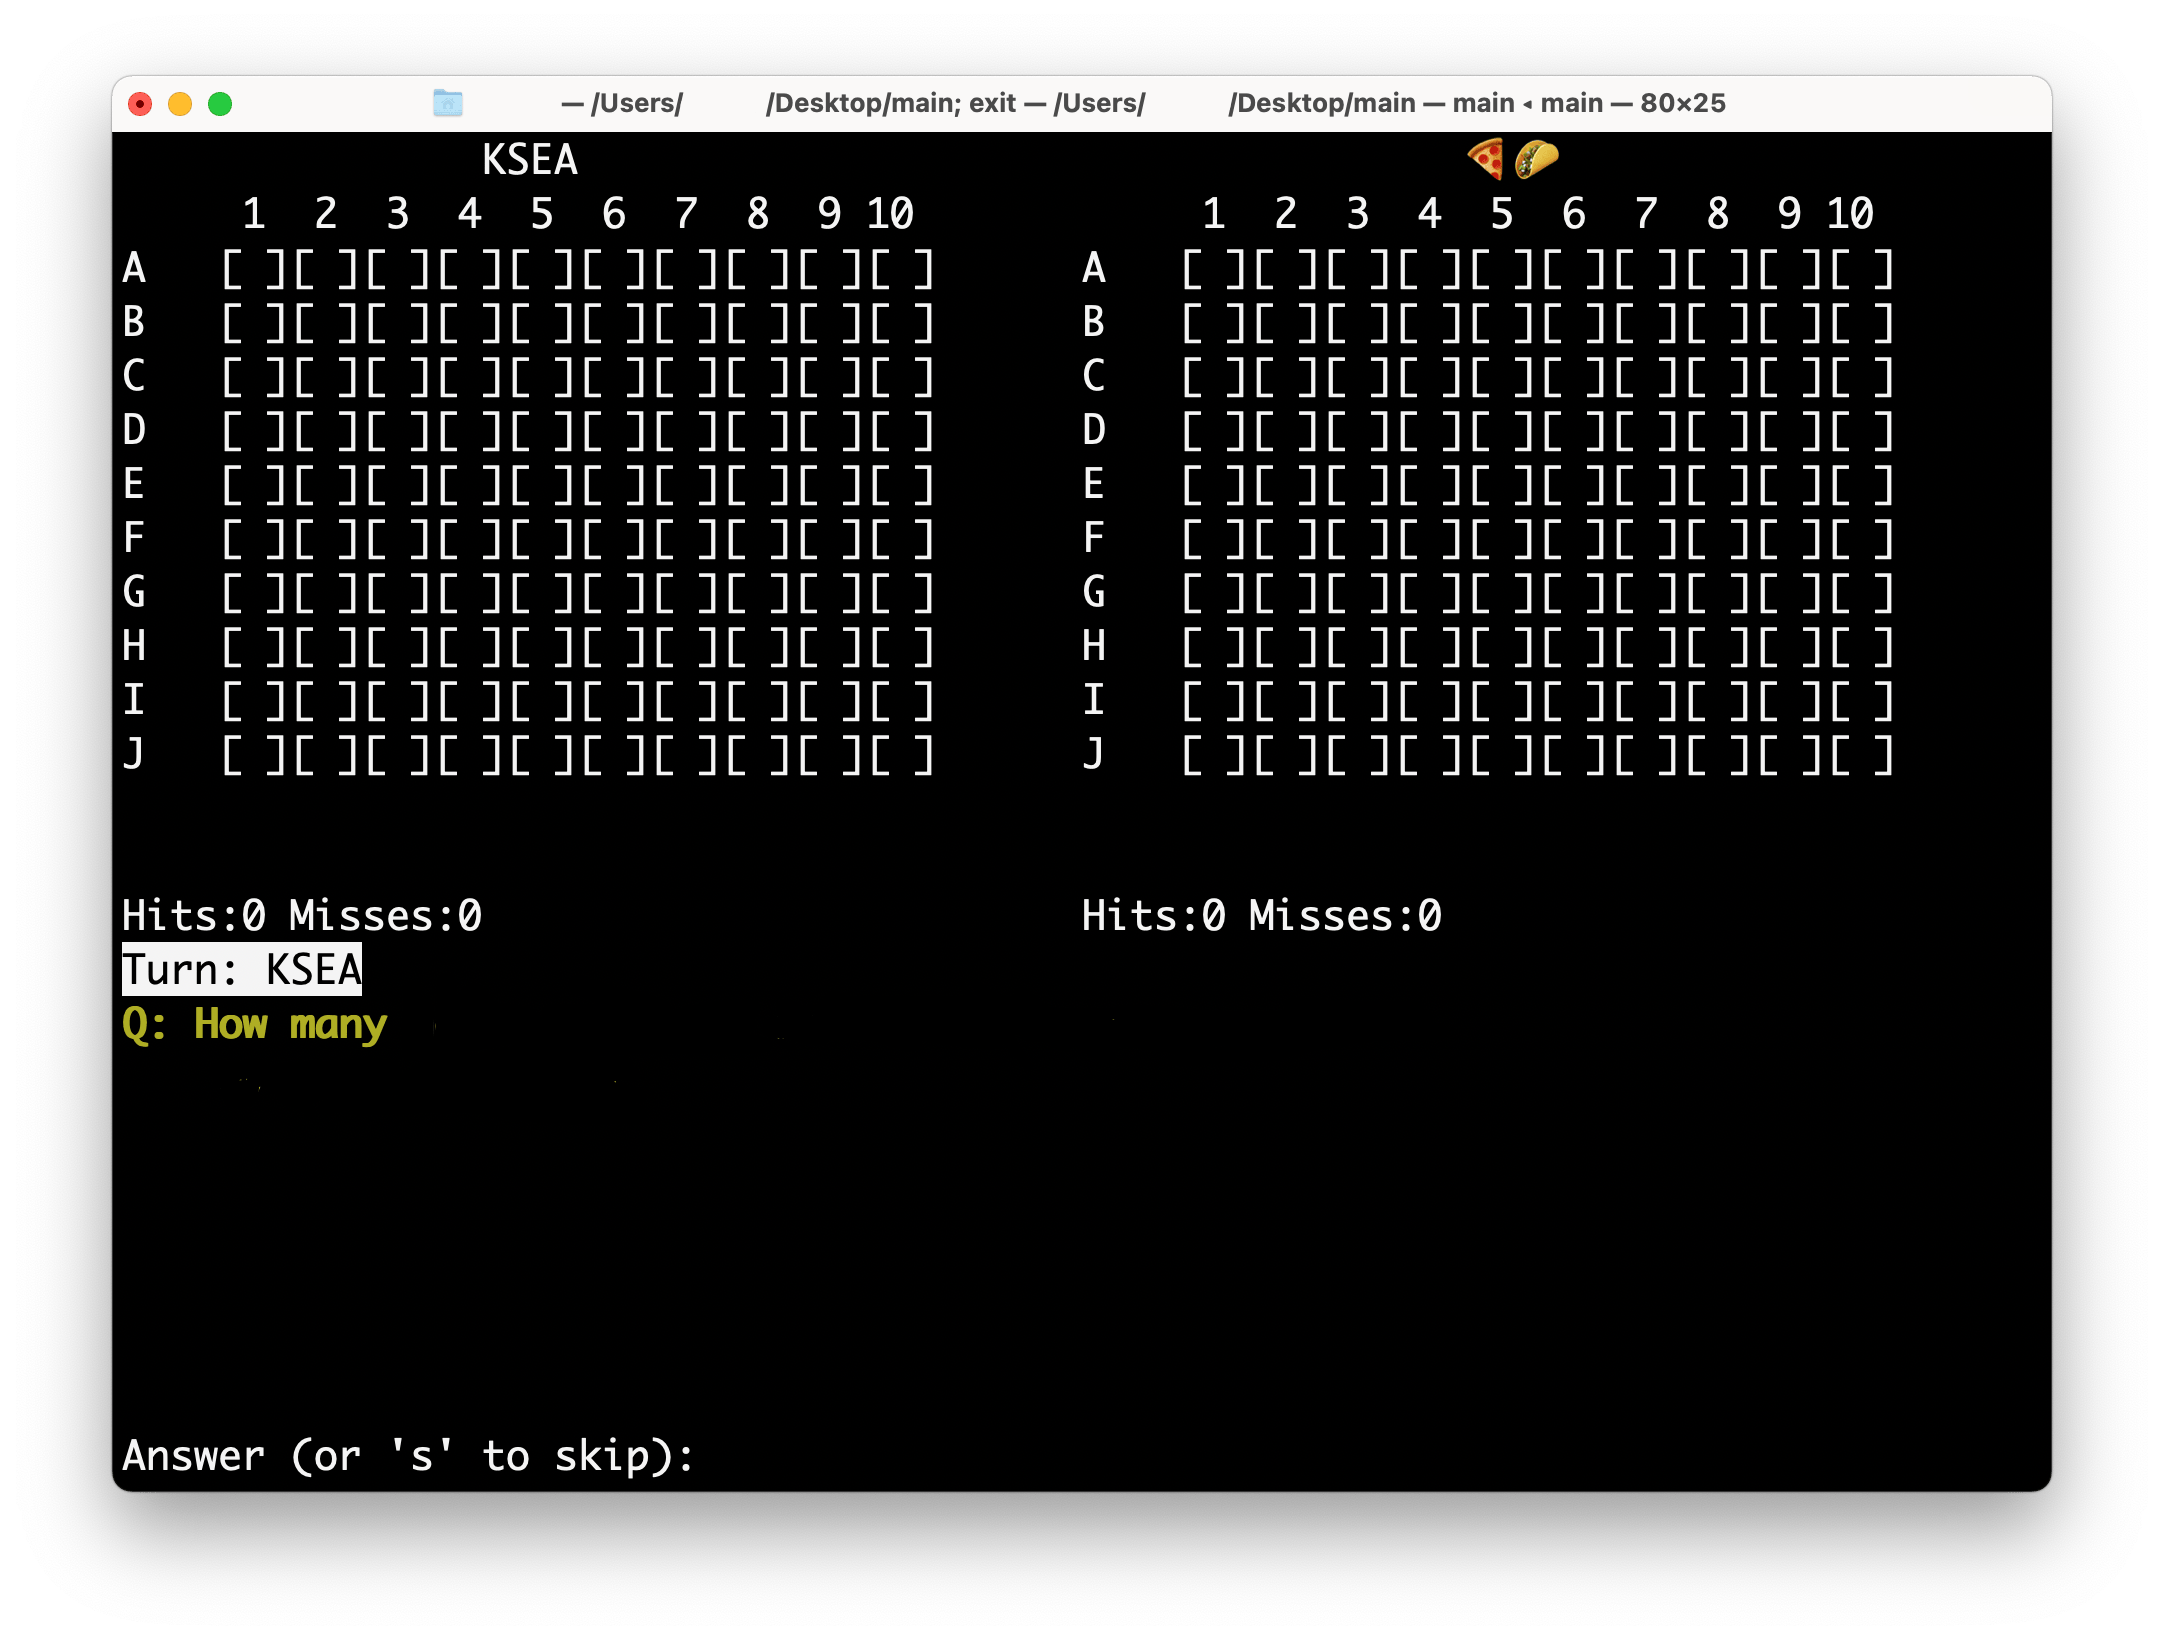 — /Users/ /Desktop/main; exit — /Users/ /Desktop/main — main ◂ main — 80×25
KSEA 🍕🌮
1 2 3 4 5 6 7 8 9 10 1 2 3 4 5 6 7 8 9 10
A [ ][ ][ ][ ][ ][ ][ ][ ][ ][ ] A [ ][ ][ ][ ][ ][ ][ ][ ][ ][ ]
B [ ][ ][ ][ ][ ][ ][ ][ ][ ][ ] B [ ][ ][ ][ ][ ][ ][ ][ ][ ][ ]
C [ ][ ][ ][ ][ ][ ][ ][ ][ ][ ] C [ ][ ][ ][ ][ ][ ][ ][ ][ ][ ]
D [ ][ ][ ][ ][ ][ ][ ][ ][ ][ ] D [ ][ ][ ][ ][ ][ ][ ][ ][ ][ ]
E [ ][ ][ ][ ][ ][ ][ ][ ][ ][ ] E [ ][ ][ ][ ][ ][ ][ ][ ][ ][ ]
F [ ][ ][ ][ ][ ][ ][ ][ ][ ][ ] F [ ][ ][ ][ ][ ][ ][ ][ ][ ][ ]
G [ ][ ][ ][ ][ ][ ][ ][ ][ ][ ] G [ ][ ][ ][ ][ ][ ][ ][ ][ ][ ]
H [ ][ ][ ][ ][ ][ ][ ][ ][ ][ ] H [ ][ ][ ][ ][ ][ ][ ][ ][ ][ ]
I [ ][ ][ ][ ][ ][ ][ ][ ][ ][ ] I [ ][ ][ ][ ][ ][ ][ ][ ][ ][ ]
J [ ][ ][ ][ ][ ][ ][ ][ ][ ][ ] J [ ][ ][ ][ ][ ][ ][ ][ ][ ][ ]
Hits:0 Misses:0 Hits:0 Misses:0
Turn: KSEA
Q: How many
Answer (or 's' to skip):